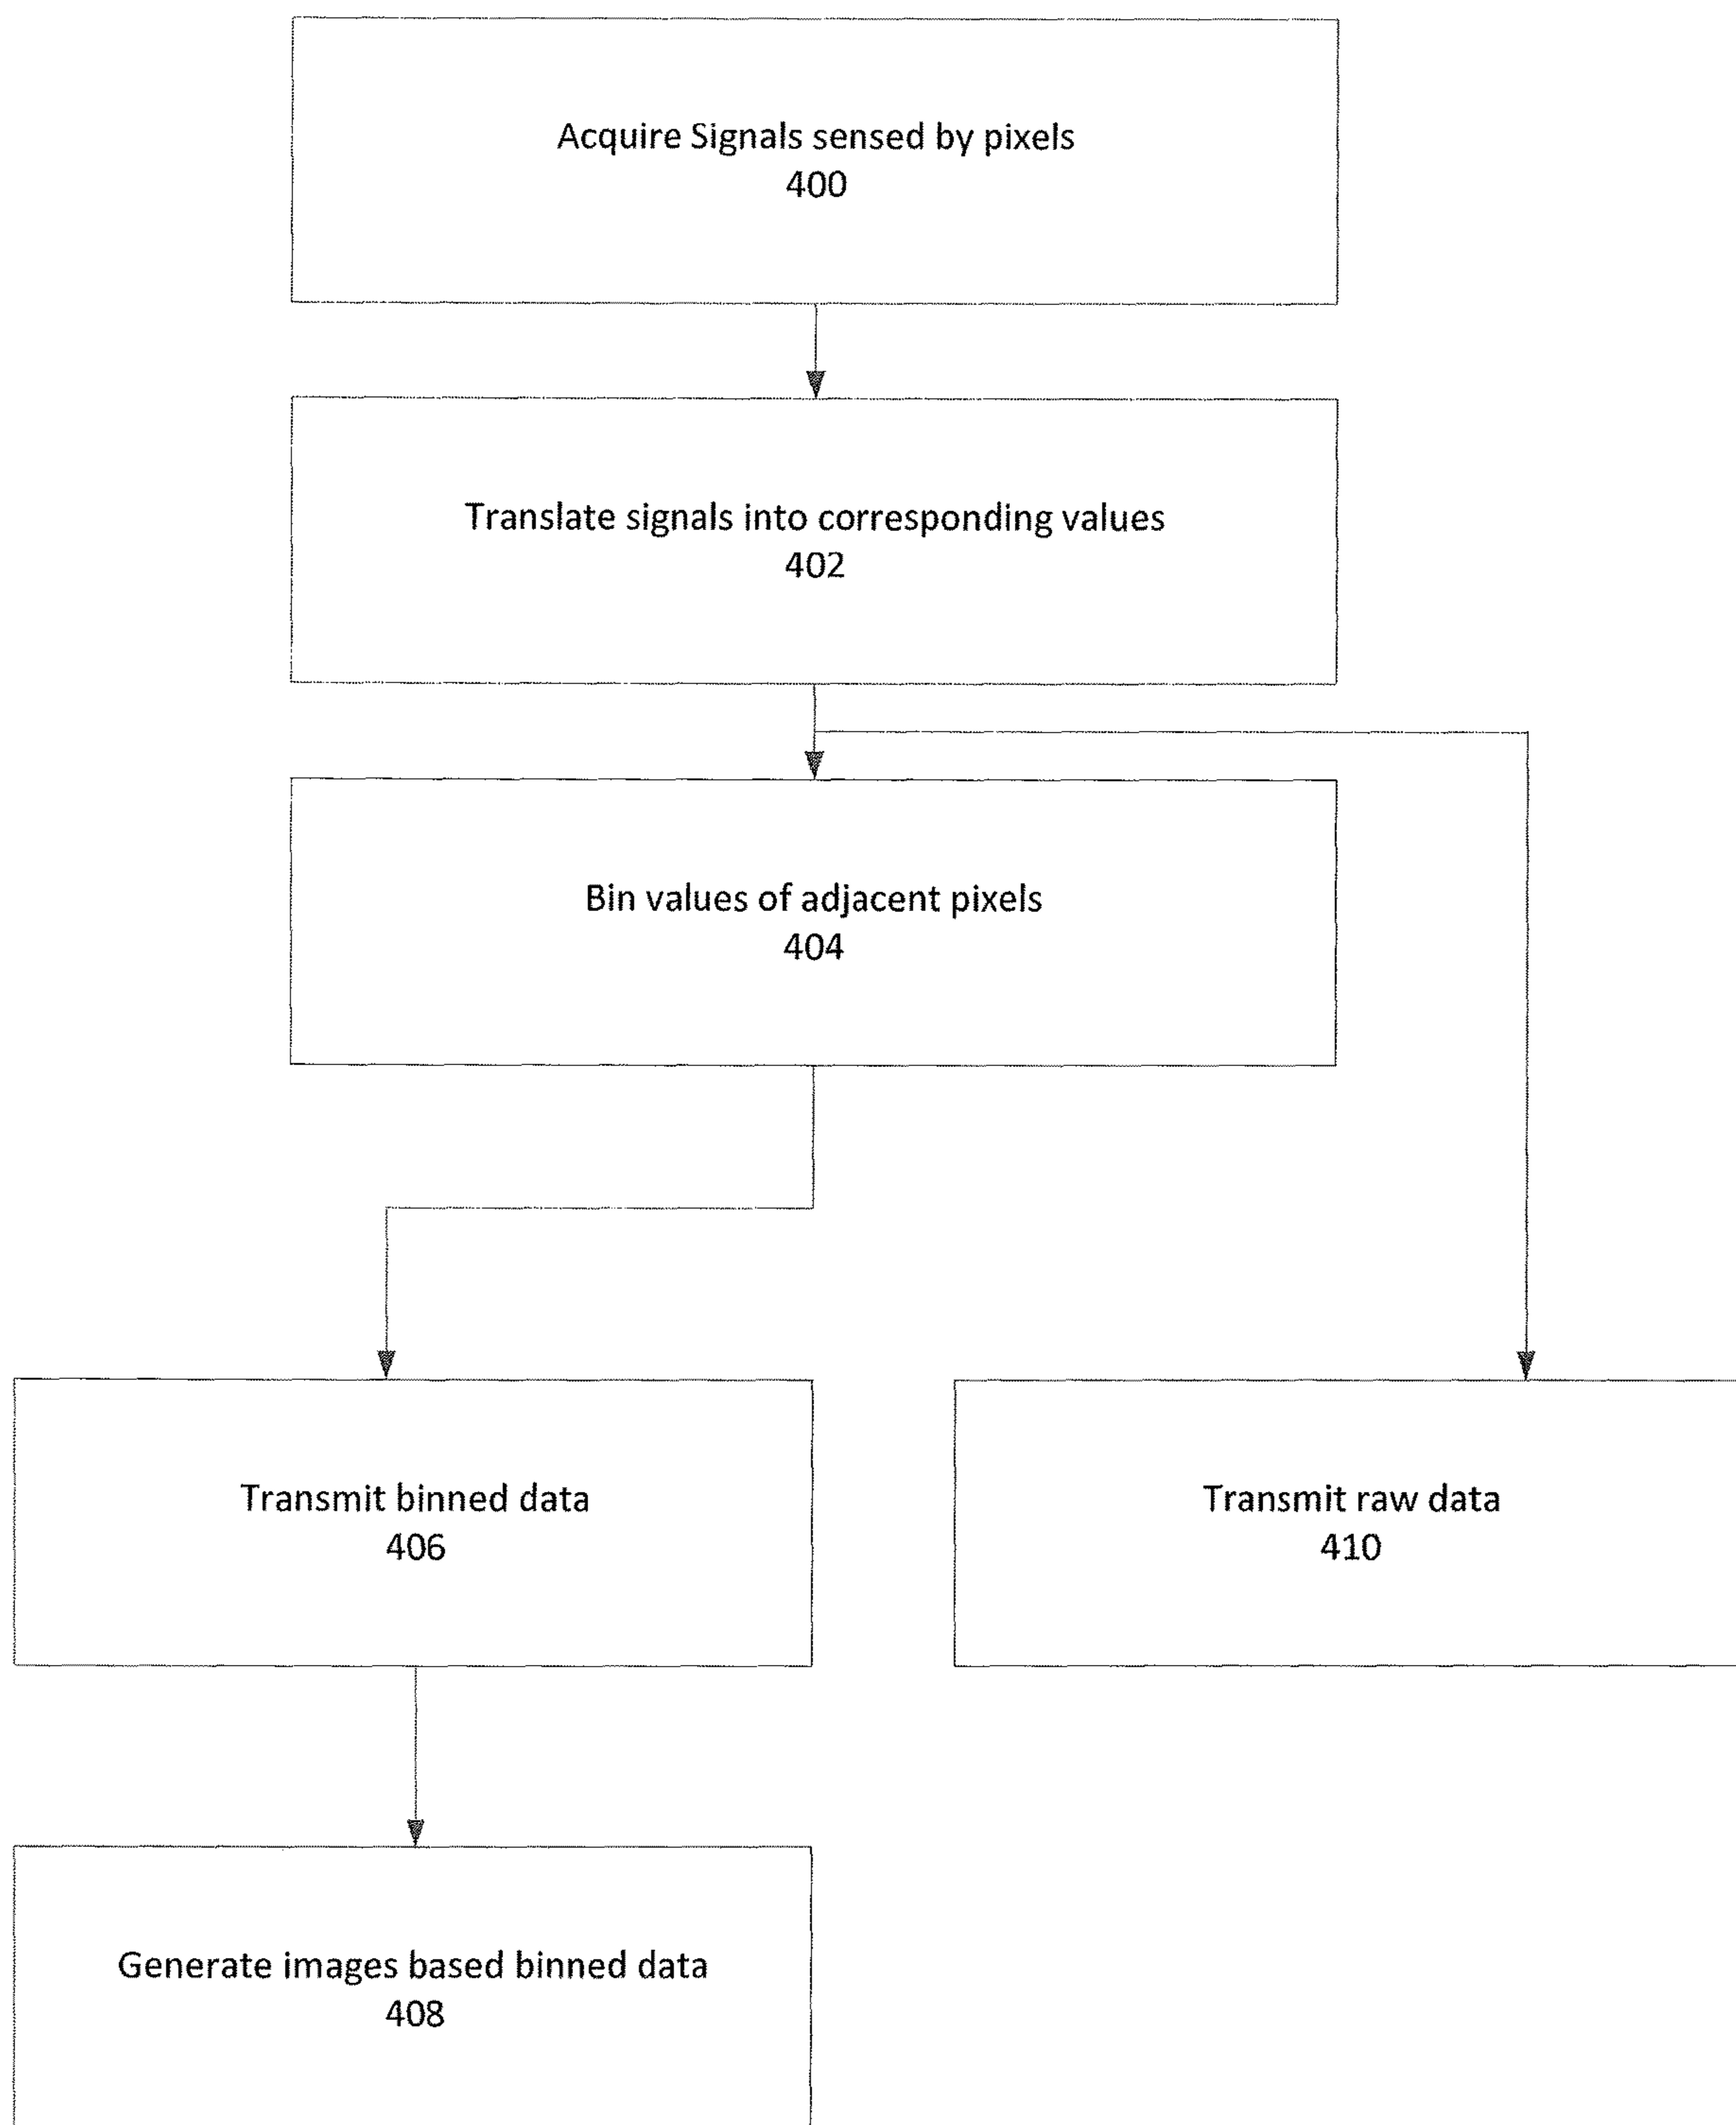 Acquire Signals sensed by pixels
400
Translate signals into corresponding values
402
Bin values of adjacent pixels
404
Transmit binned data
406
Transmit raw data
410
Generate images based binned data
408